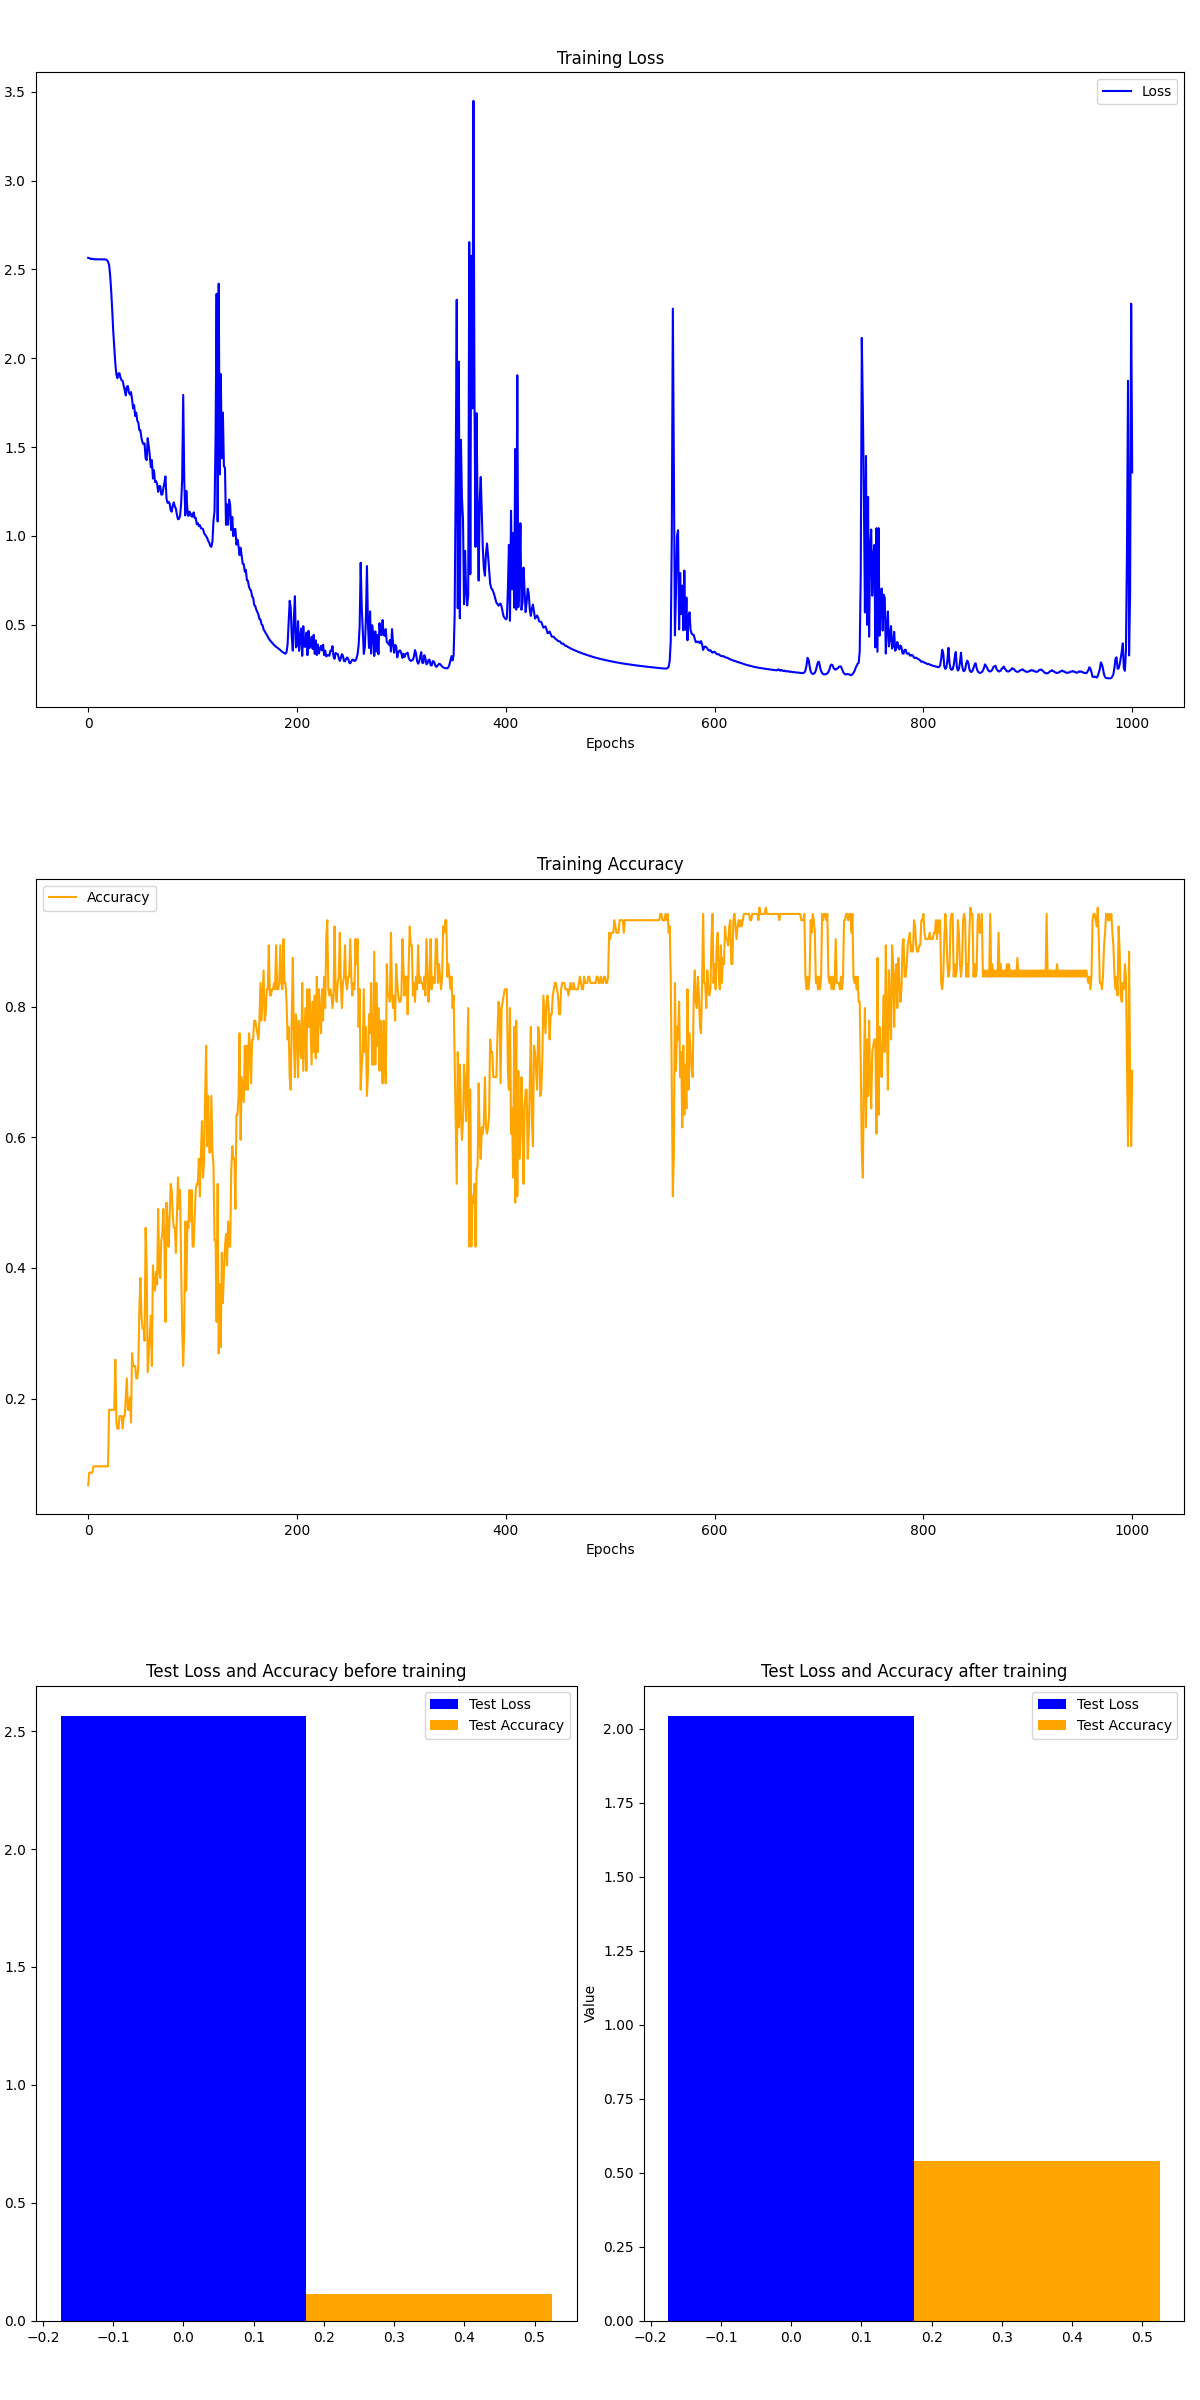 Training Loss
Loss
3.5
3.0
2.5
2.0
1.5
1.0
0.5
0 200 400 600 800 1000
Epochs
Training Accuracy
Accuracy
0.8
0.6
0.4
0.2
0 200 400 600 800 1000
Epochs
Test Loss and Accuracy before training
Test Loss
Test Accuracy
2.5
2.0
1.5
1.0
0.5
0.0
−0.2 −0.1 0.0 0.1 0.2 0.3 0.4 0.5
Test Loss and Accuracy after training
Test Loss
Test Accuracy
Value
2.00
1.75
1.50
1.25
1.00
0.75
0.50
0.25
0.00
−0.2 −0.1 0.0 0.1 0.2 0.3 0.4 0.5